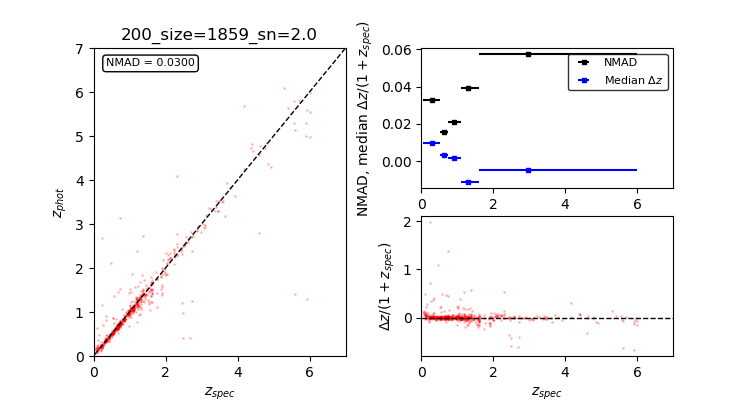 200_size=1859_sn=2.0
NMAD = 0.0300
7
6
5
4
3
2
1
0
z_phot
0 2 4 6
z_spec
NMAD, median Δz/(1 + z_spec)
0.06
0.04
0.02
0.00
NMAD
Median Δz
0 2 4 6
Δz/(1 + z_spec)
2
1
0
0 2 4 6
z_spec